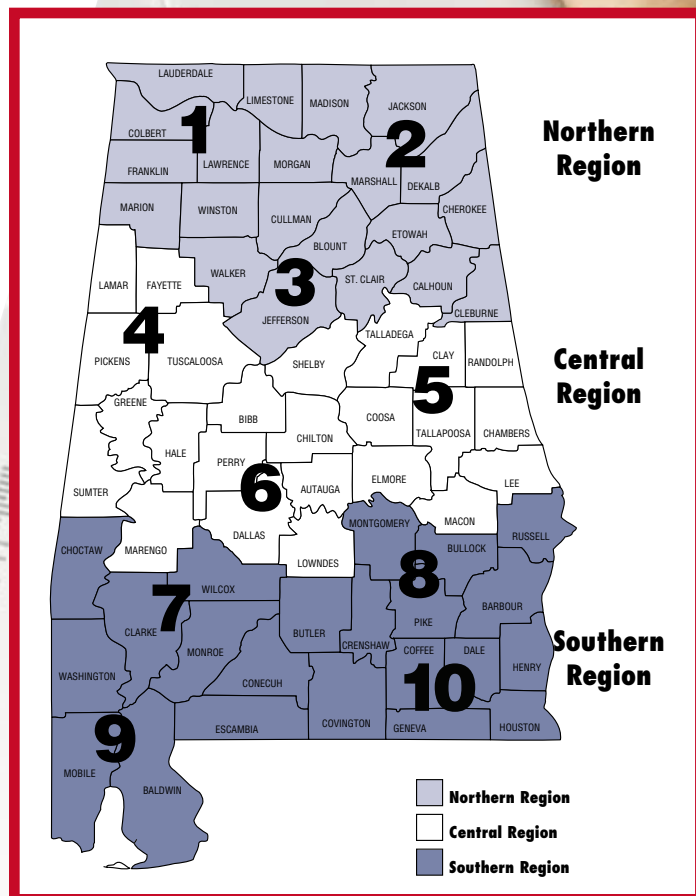 LAUDERDALE
LIMESTONE
MADISON
JACKSON
COLBERT
1
2
Northern
Region
FRANKLIN
LAWRENCE
MORGAN
MARSHALL
DEKALB
MARION
WINSTON
CULLMAN
CHEROKEE
ETOWAH
BLOUNT
WALKER
ST. CLAIR
CALHOUN
LAMAR
FAYETTE
3
JEFFERSON
CLEBURNE
4
TALLADEGA
PICKENS
TUSCALOOSA
SHELBY
CLAY
RANDOLPH
Central
Region
5
GREENE
BIBB
COOSA
TALLAPOOSA
CHAMBERS
CHILTON
HALE
PERRY
6
AUTAUGA
ELMORE
LEE
SUMTER
MONTGOMERY
MACON
RUSSELL
CHOCTAW
MARENGO
DALLAS
LOWNDES
BULLOCK
8
WILCOX
7
CLARKE
PIKE
BARBOUR
BUTLER
CRENSHAW
COFFEE
DALE
Southern
Region
MONROE
HENRY
WASHINGTON
CONECUH
10
ESCAMBIA
COVINGTON
GENEVA
HOUSTON
9
MOBILE
BALDWIN
Northern Region
Central Region
Southern Region